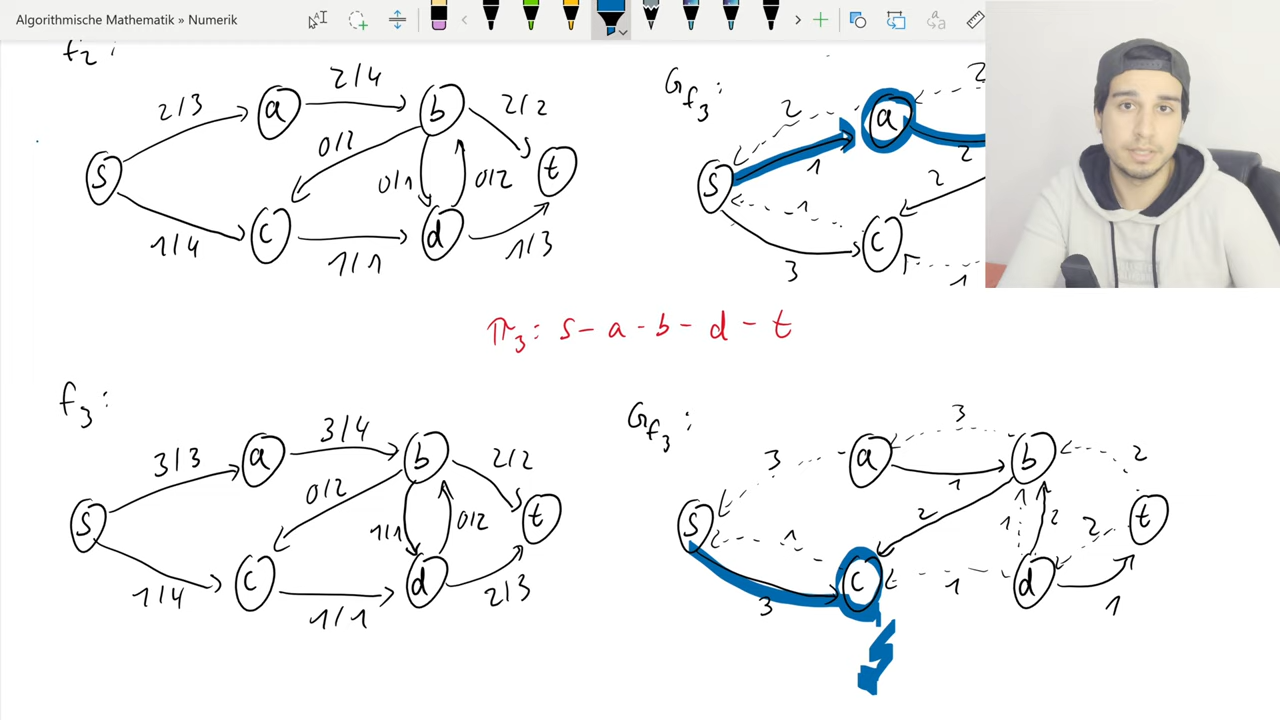 Algorithmische Mathematik » Numerik
f₂ :
2/3
a
2/4
b
2/2
0/2
s
0/1
0/2
t
1/4
c
1/1
d
1/3
G_f₃ :
2
a
2
1
2
s
2
1
c
3
1
π₃ : s - a - b - d - t
f₃ :
3/3
a
3/4
b
2/2
0/2
s
1/1
0/2
t
1/4
c
1/1
d
2/3
G_f₃ :
3
a
3
b
2
1
s
2
1
1
2
2
t
c
1
d
3
1